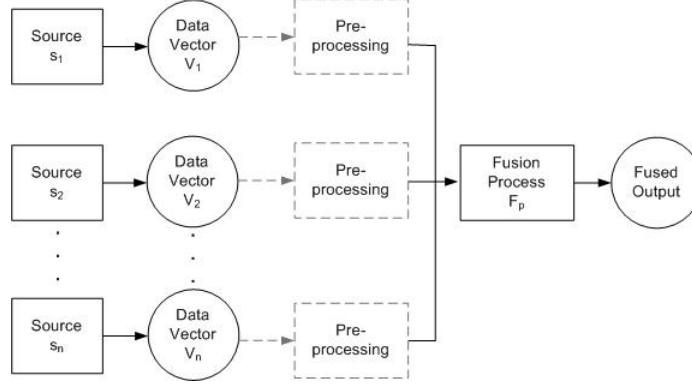 Source
s₁
Data
Vector
V₁
Pre-
processing
Source
s₂
Data
Vector
V₂
Pre-
processing
Fusion
Process
Fₚ
Fused
Output
Source
sₙ
Data
Vector
Vₙ
Pre-
processing